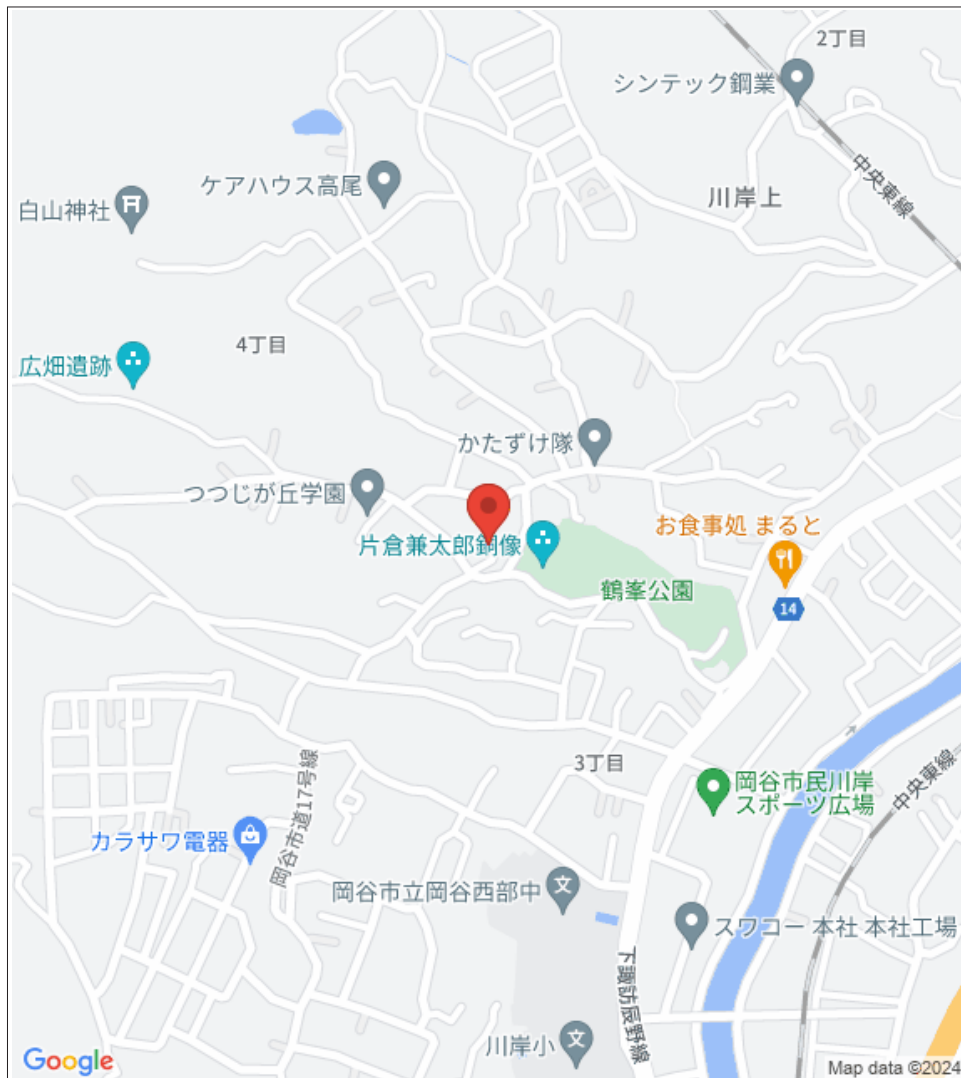 2丁目
シンテック鋼業
中央東線
ケアハウス高尾
川岸上
白山神社
4丁目
広畑遺跡
かたずけ隊
つつじが丘学園
お食事処 まると
片倉兼太郎銅像
鶴峯公園
14
3丁目
岡谷市民川岸
スポーツ広場
中央東線
岡谷市道17号線
カラサワ電器
岡谷市立岡谷西部中
スワコー 本社 本社工場
下諏訪辰野線
川岸小
Google
Map data ©2024